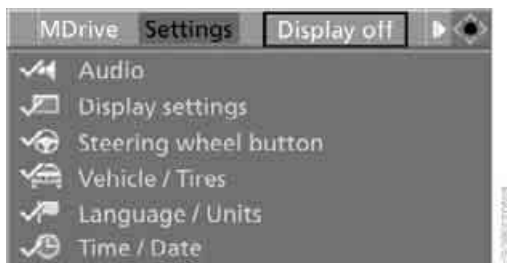 MDrive Settings Display off
Audio
Display settings
Steering wheel button
Vehicle / Tires
Language / Units
Time / Date